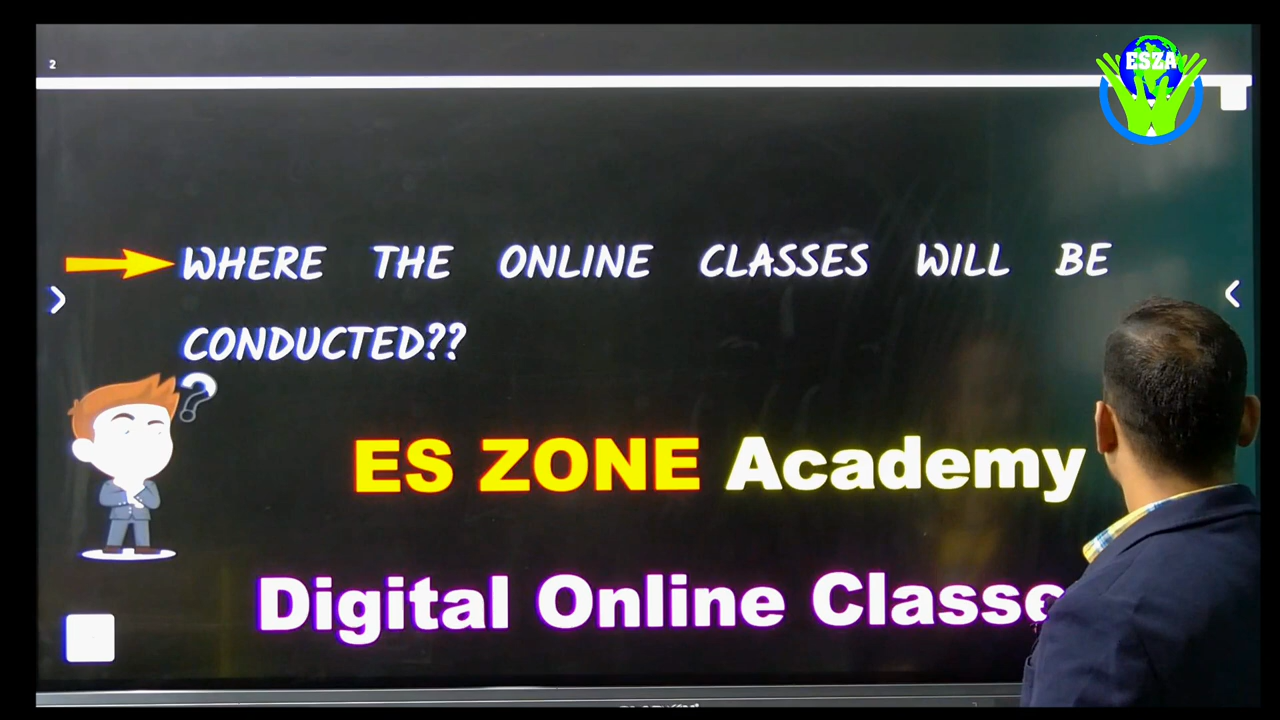 2
ESZA
WHERE THE ONLINE CLASSES WILL BE
CONDUCTED??
?
ES ZONE Academy
Digital Online Classe